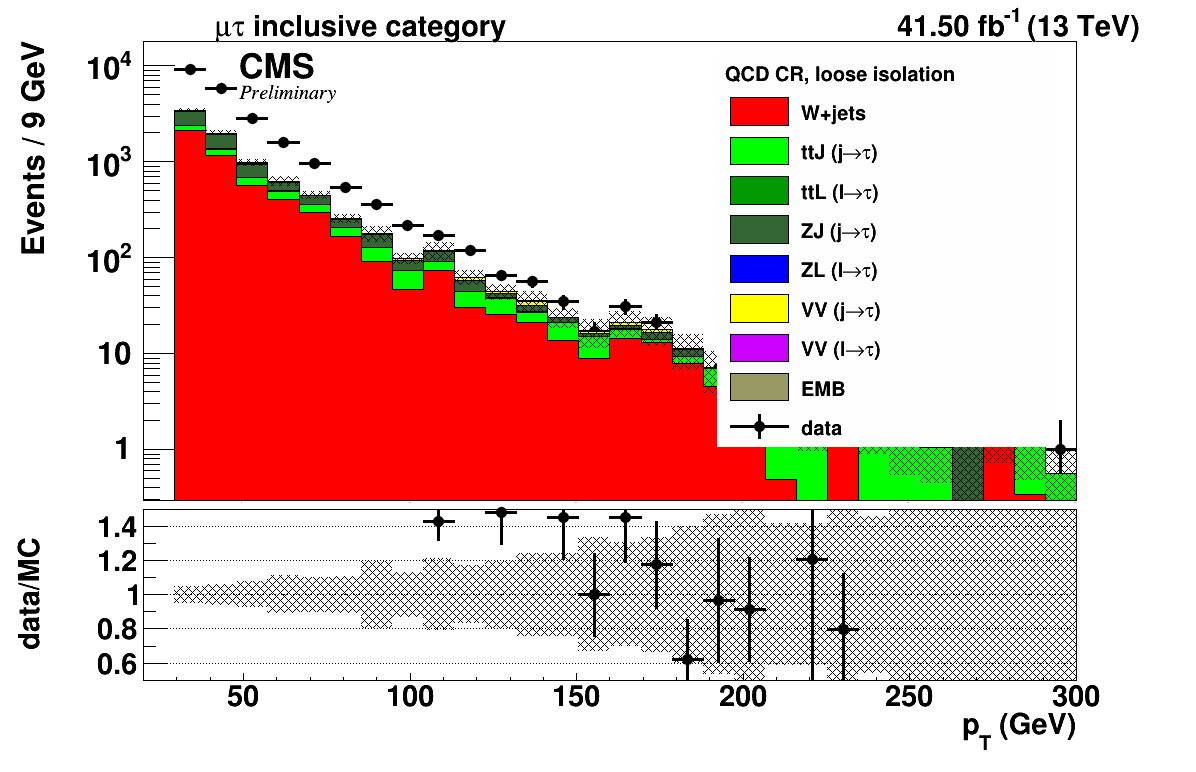 μτ inclusive category
41.50 fb⁻¹ (13 TeV)
CMS
Preliminary
QCD CR, loose isolation
W+jets
ttJ (j→τ)
ttL (l→τ)
ZJ (j→τ)
ZL (l→τ)
VV (j→τ)
VV (l→τ)
EMB
data
Events / 9 GeV
10⁴
10³
10²
10
1
data/MC
1.4
1.2
1
0.8
0.6
50
100
150
200
250
300
p_T (GeV)